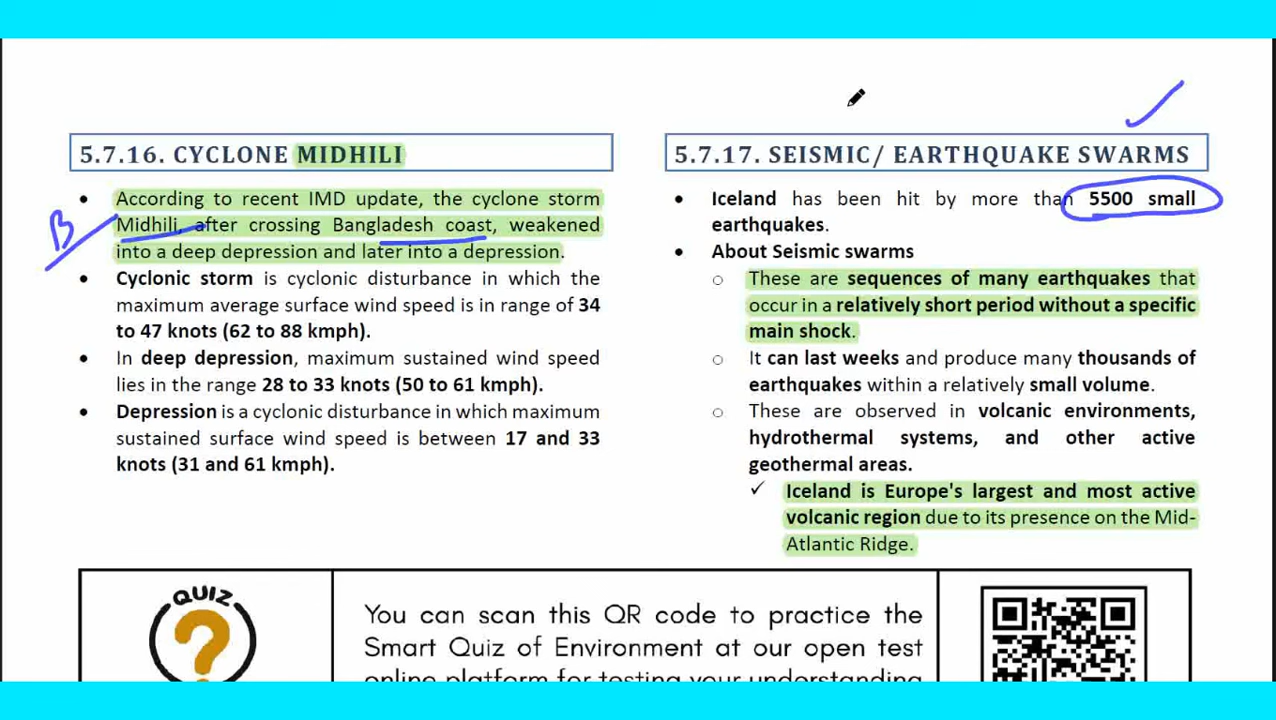 5.7.16. CYCLONE MIDHILI
• According to recent IMD update, the cyclone storm
Midhili, after crossing Bangladesh coast, weakened
into a deep depression and later into a depression.
• Cyclonic storm is cyclonic disturbance in which the
maximum average surface wind speed is in range of 34
to 47 knots (62 to 88 kmph).
• In deep depression, maximum sustained wind speed
lies in the range 28 to 33 knots (50 to 61 kmph).
• Depression is a cyclonic disturbance in which maximum
sustained surface wind speed is between 17 and 33
knots (31 and 61 kmph).
B
5.7.17. SEISMIC/ EARTHQUAKE SWARMS
• Iceland has been hit by more than 5500 small
earthquakes.
• About Seismic swarms
○ These are sequences of many earthquakes that
occur in a relatively short period without a specific
main shock.
○ It can last weeks and produce many thousands of
earthquakes within a relatively small volume.
○ These are observed in volcanic environments,
hydrothermal systems, and other active
geothermal areas.
✓ Iceland is Europe's largest and most active
volcanic region due to its presence on the Mid-
Atlantic Ridge.
QUIZ
?
You can scan this QR code to practice the
Smart Quiz of Environment at our open test
online platform for testing your understanding